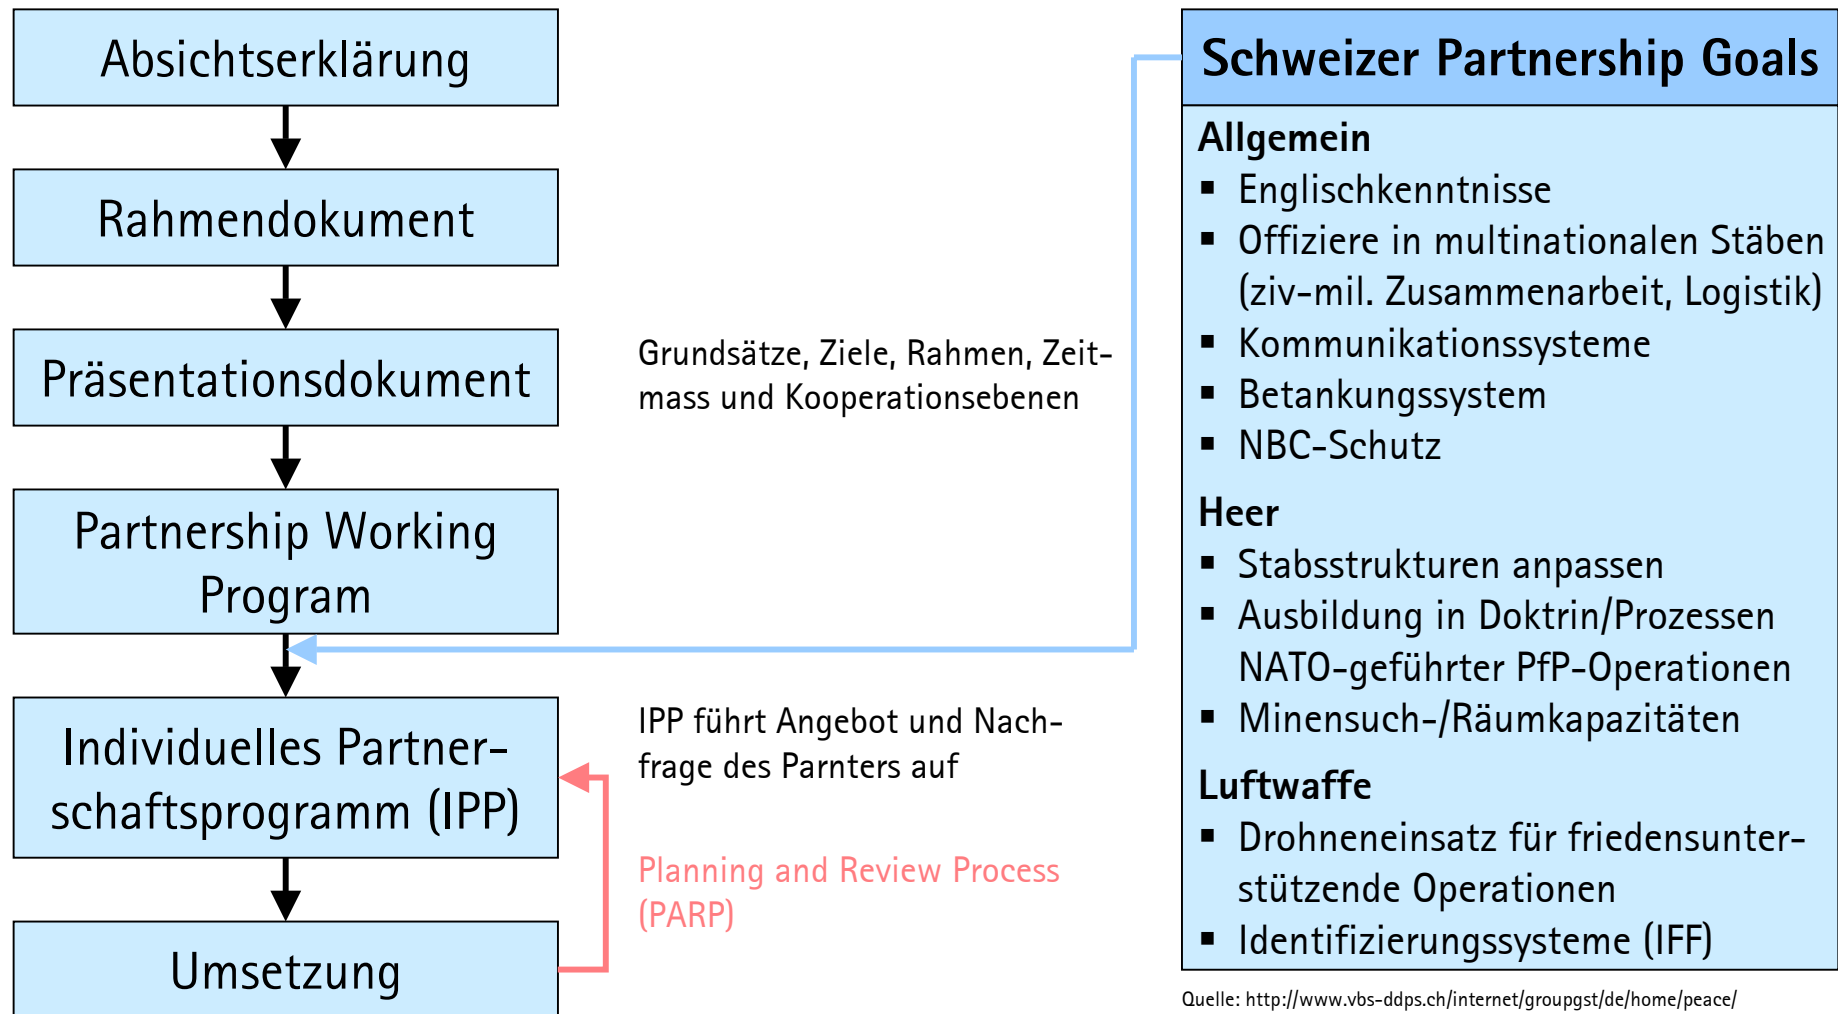 Absichtserklärung
Rahmendokument
Präsentationsdokument
Partnership Working
Program
Individuelles Partner-
schaftsprogramm (IPP)
Umsetzung
Grundsätze, Ziele, Rahmen, Zeit-
mass und Kooperationsebenen
IPP führt Angebot und Nach-
frage des Parnters auf
Planning and Review Process
(PARP)
Schweizer Partnership Goals
Allgemein
▪ Englischkenntnisse
▪ Offiziere in multinationalen Stäben
(ziv-mil. Zusammenarbeit, Logistik)
▪ Kommunikationssysteme
▪ Betankungssystem
▪ NBC-Schutz
Heer
▪ Stabsstrukturen anpassen
▪ Ausbildung in Doktrin/Prozessen
NATO-geführter PfP-Operationen
▪ Minensuch-/Räumkapazitäten
Luftwaffe
▪ Drohneneinsatz für friedensunter-
stützende Operationen
▪ Identifizierungssysteme (IFF)
Quelle: http://www.vbs-ddps.ch/internet/groupgst/de/home/peace/